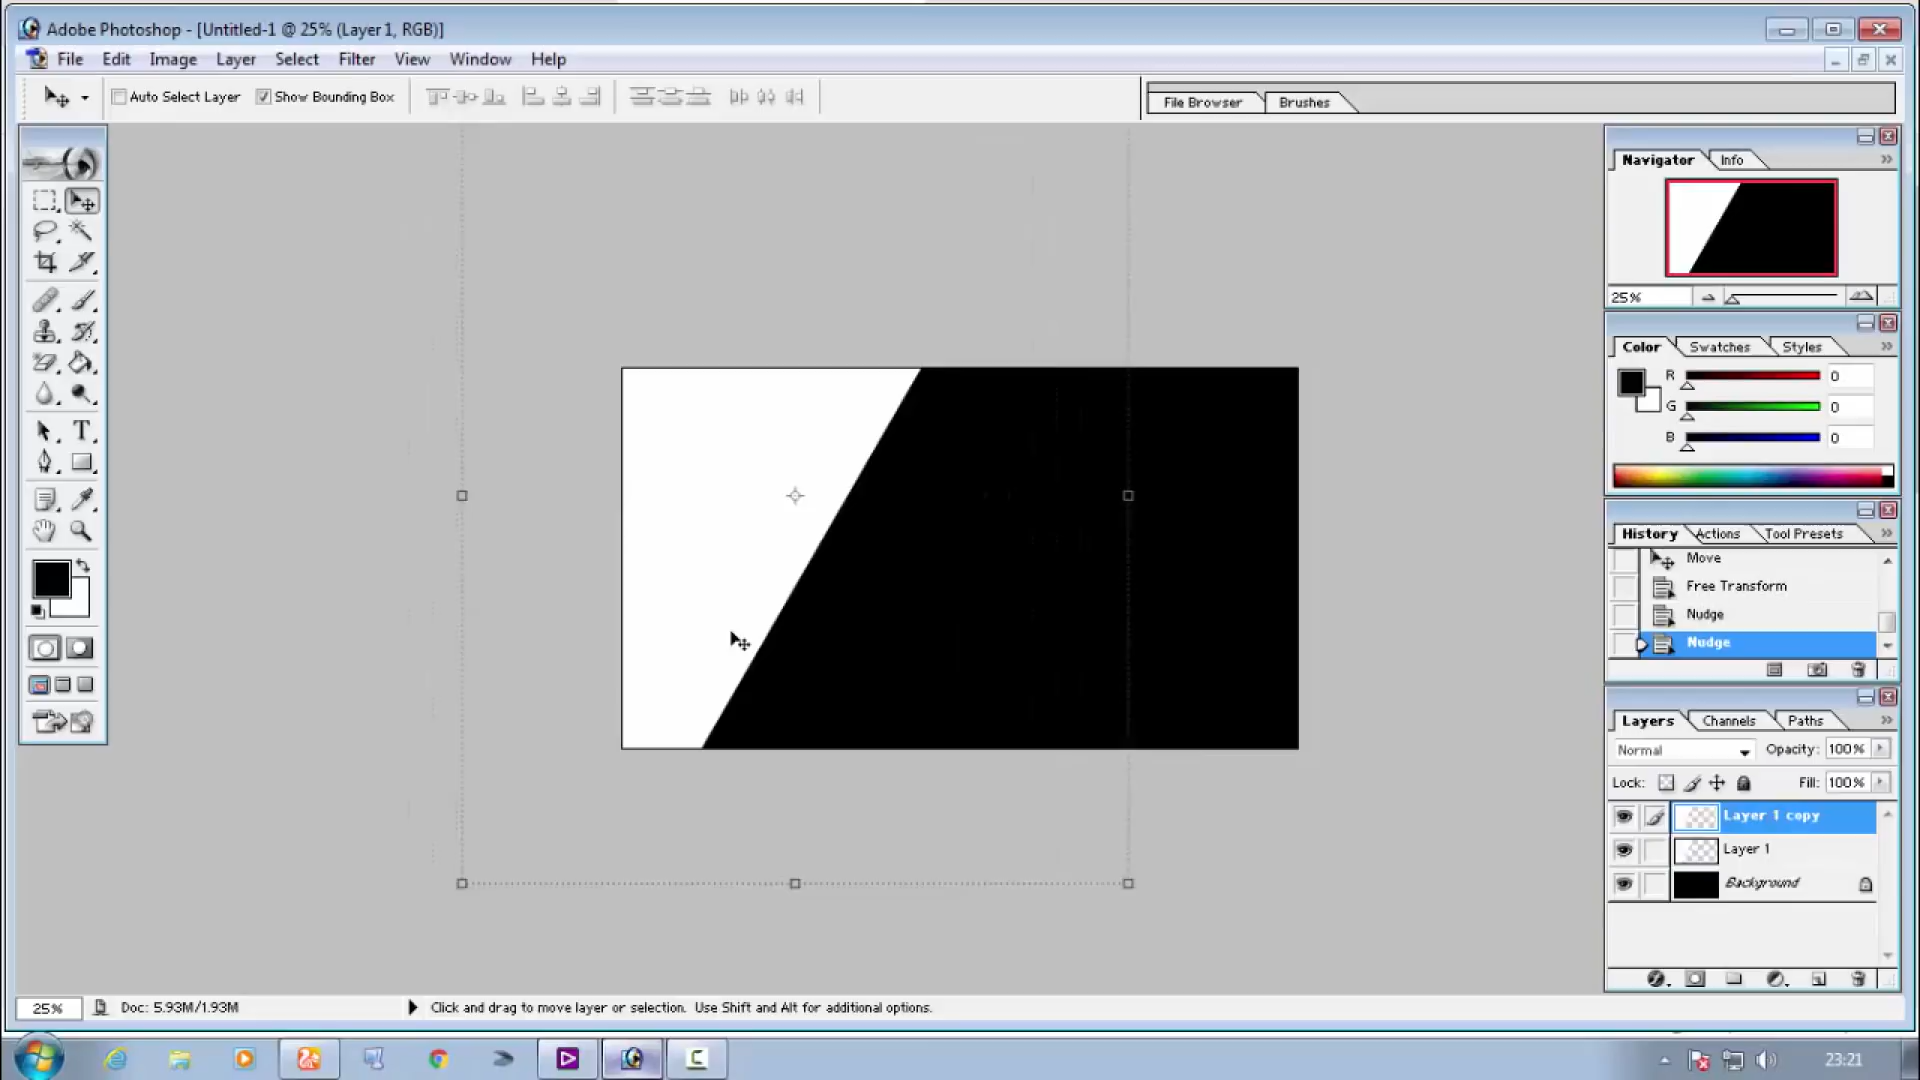 Adobe Photoshop - [Untitled-1 @ 25% (Layer 1, RGB)]
File Edit Image Layer Select Filter View Window Help
Auto Select Layer Show Bounding Box
File Browser Brushes
Navigator Info
25%
Color Swatches Styles
R 0
G 0
B 0
T
History Actions Tool Presets
Move
Free Transform
Nudge
Nudge
Layers Channels Paths
Normal Opacity: 100%
Lock: Fill: 100%
Layer 1 copy
Layer 1
Background
25% Doc: 5.93M/1.93M Click and drag to move layer or selection. Use Shift and Alt for additional options.
23:21